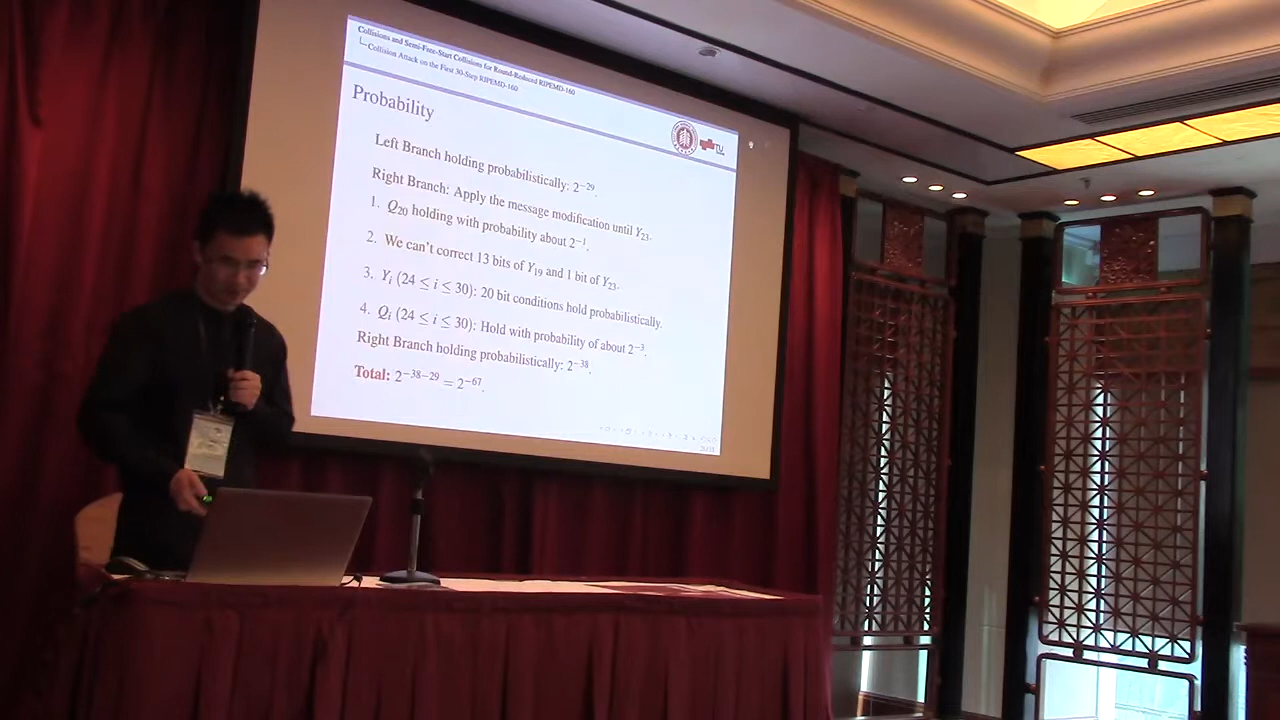 Collisions and Semi-Free-Start Collisions for Round-Reduced RIPEMD-160
Collision Attack on the First 30-Step RIPEMD-160
Probability
Left Branch holding probabilistically: 2⁻²⁹.
Right Branch: Apply the message modification until Y₂₃.
1. Q₂₀ holding with probability about 2⁻¹.
2. We can't correct 13 bits of Y₁₉ and 1 bit of Y₂₃.
3. Yᵢ (24 ≤ i ≤ 30): 20 bit conditions hold probabilistically.
4. Qᵢ (24 ≤ i ≤ 30): Hold with probability of about 2⁻³.
Right Branch holding probabilistically: 2⁻³⁸.
Total: 2⁻³⁸⁻²⁹ = 2⁻⁶⁷.